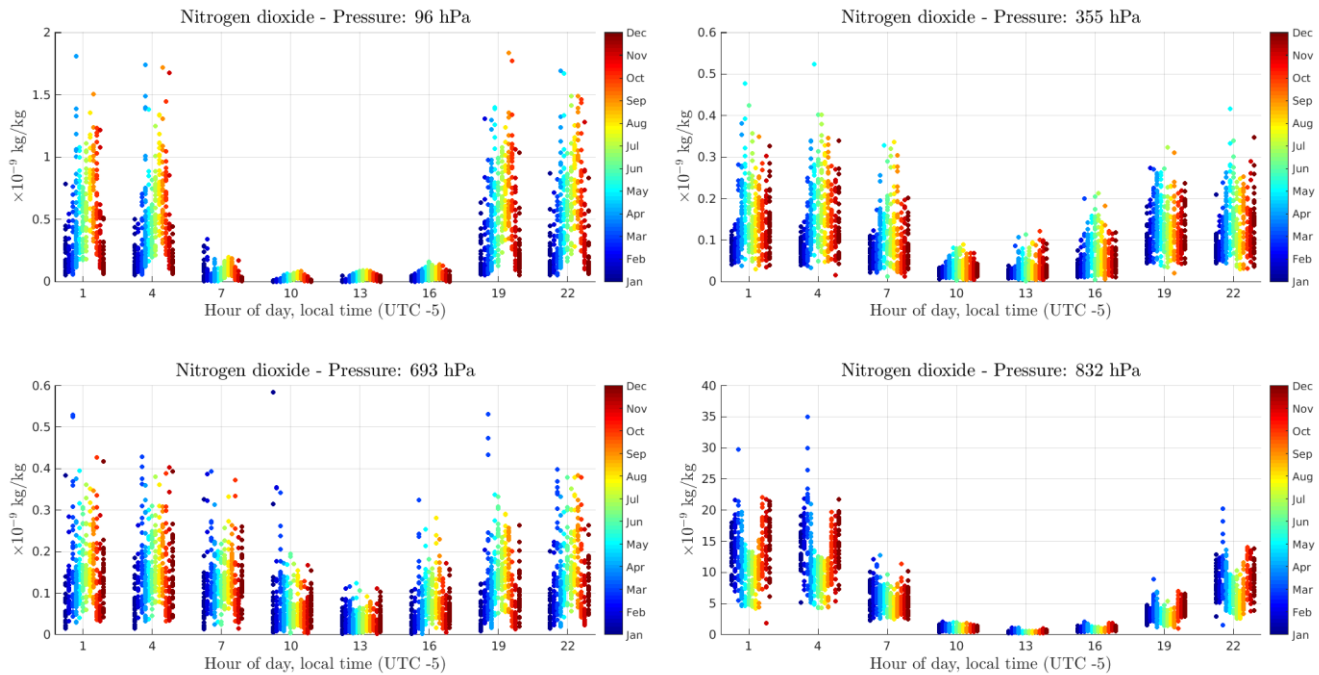 Nitrogen dioxide - Pressure: 96 hPa
2
1.5
1
0.5
0
×10⁻⁹ kg/kg
1 4 7 10 13 16 19 22
Hour of day, local time (UTC -5)
Dec
Nov
Oct
Sep
Aug
Jul
Jun
May
Apr
Mar
Feb
Jan
Nitrogen dioxide - Pressure: 355 hPa
0.6
0.5
0.4
0.3
0.2
0.1
0
×10⁻⁹ kg/kg
1 4 7 10 13 16 19 22
Hour of day, local time (UTC -5)
Dec
Nov
Oct
Sep
Aug
Jul
Jun
May
Apr
Mar
Feb
Jan
Nitrogen dioxide - Pressure: 693 hPa
0.6
0.5
0.4
0.3
0.2
0.1
0
×10⁻⁹ kg/kg
1 4 7 10 13 16 19 22
Hour of day, local time (UTC -5)
Dec
Nov
Oct
Sep
Aug
Jul
Jun
May
Apr
Mar
Feb
Jan
Nitrogen dioxide - Pressure: 832 hPa
40
35
30
25
20
15
10
5
0
×10⁻⁹ kg/kg
1 4 7 10 13 16 19 22
Hour of day, local time (UTC -5)
Dec
Nov
Oct
Sep
Aug
Jul
Jun
May
Apr
Mar
Feb
Jan